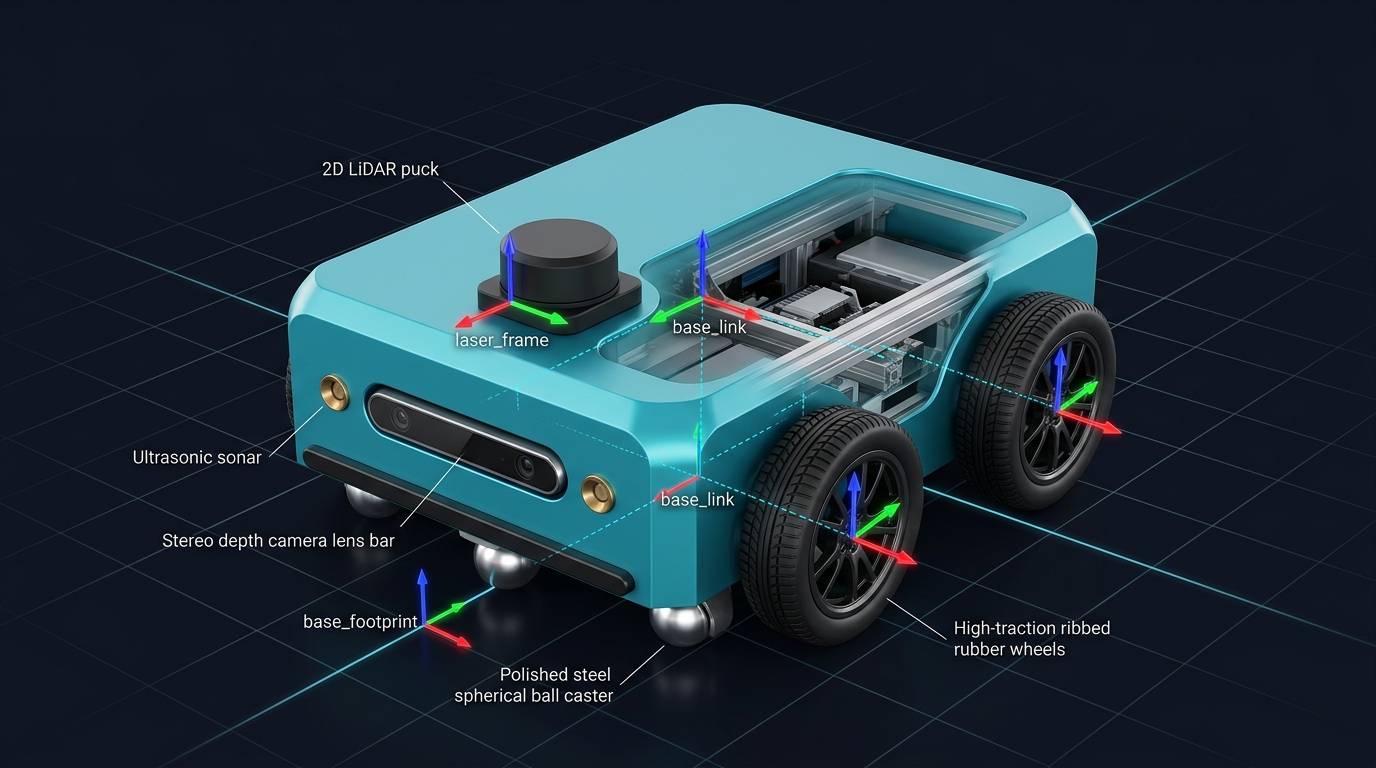 2D LiDAR puck
base_link
laser_frame
Ultrasonic sonar
base_link
Stereo depth camera lens bar
base_footprint
High-traction ribbed
rubber wheels
Polished steel
spherical ball caster